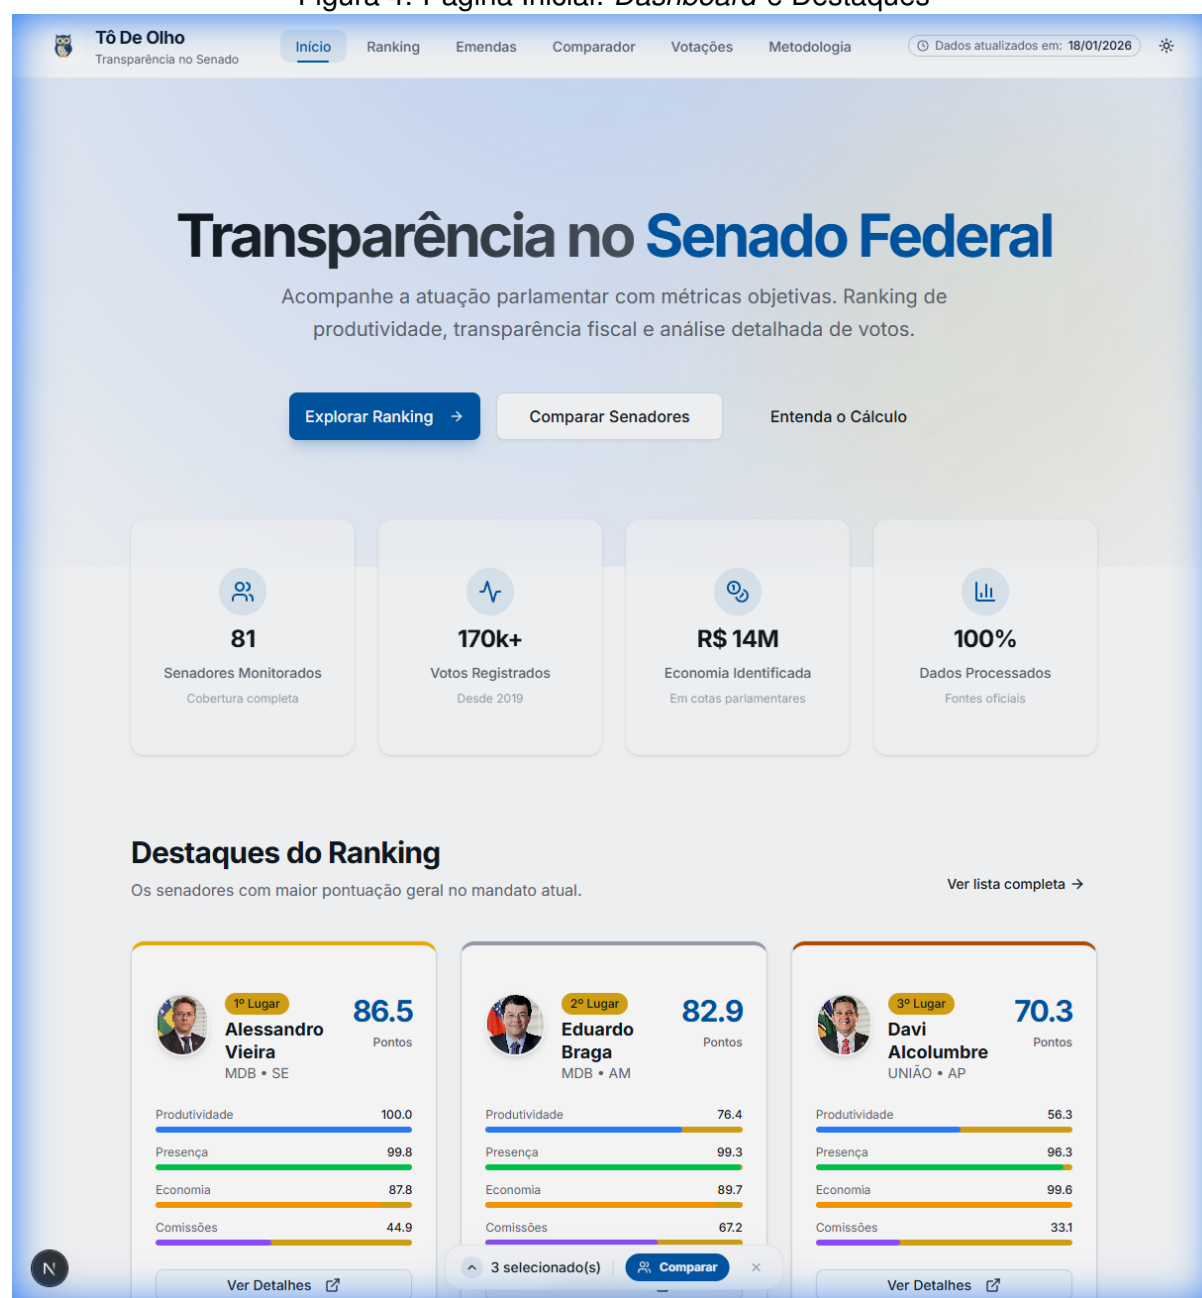 Figura 4: Página Inicial: Dashboard e Destaques
Tô De Olho
Transparência no Senado
Início
Ranking
Emendas
Comparador
Votações
Metodologia
Dados atualizados em: 18/01/2026
Transparência no Senado Federal
Acompanhe a atuação parlamentar com métricas objetivas. Ranking de
produtividade, transparência fiscal e análise detalhada de votos.
Explorar Ranking →
Comparar Senadores
Entenda o Cálculo
81
Senadores Monitorados
Cobertura completa
170k+
Votos Registrados
Desde 2019
R$ 14M
Economia Identificada
Em cotas parlamentares
100%
Dados Processados
Fontes oficiais
Destaques do Ranking
Os senadores com maior pontuação geral no mandato atual.
Ver lista completa →
1º Lugar
Alessandro
Vieira
MDB • SE
86.5
Pontos
Produtividade 100.0
Presença 99.8
Economia 87.8
Comissões 44.9
Ver Detalhes
2º Lugar
Eduardo
Braga
MDB • AM
82.9
Pontos
Produtividade 76.4
Presença 99.3
Economia 89.7
Comissões 67.2
3º Lugar
Davi
Alcolumbre
UNIÃO • AP
70.3
Pontos
Produtividade 56.3
Presença 96.3
Economia 99.6
Comissões 33.1
Ver Detalhes
N
3 selecionado(s)
Comparar
×